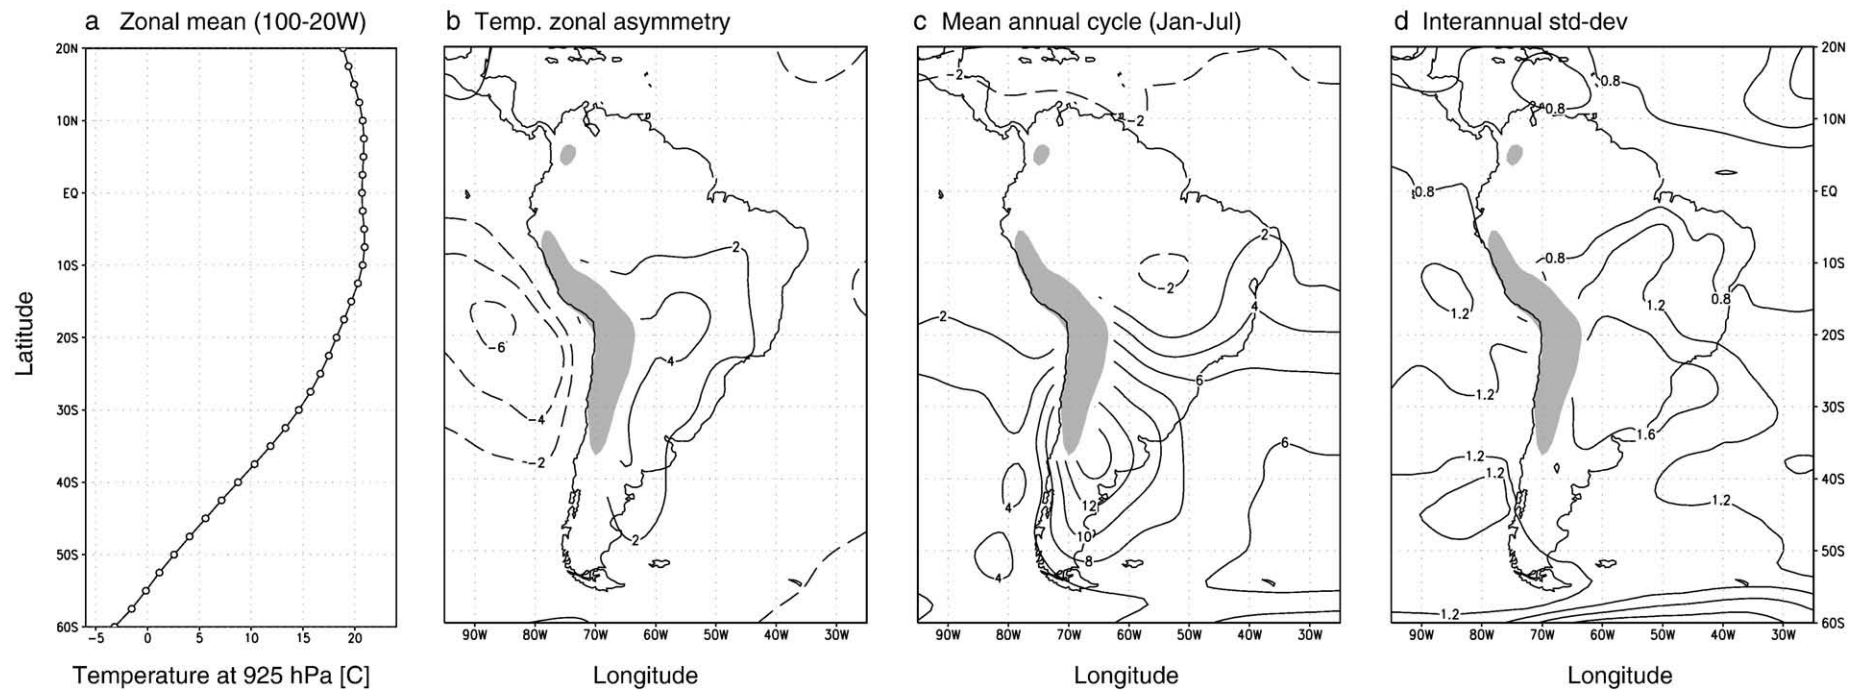 a Zonal mean (100-20W)
b Temp. zonal asymmetry
c Mean annual cycle (Jan-Jul)
d Interannual std-dev
Latitude
20N
10N
EQ
10S
20S
30S
40S
50S
60S
-5 0 5 10 15 20
Temperature at 925 hPa [C]
2
-6
4
-4
-2
2
90W 80W 70W 60W 50W 40W 30W
Longitude
-2
-2
2
-2
4
2
6
6
4
12
10
8
4
90W 80W 70W 60W 50W 40W 30W
Longitude
0.8
0.8
0.8
0.8
1.2
0.8
1.2
1.2
1.6
1.2
1.2
1.2
1.2
90W 80W 70W 60W 50W 40W 30W
Longitude
20N
10N
EQ
10S
20S
30S
40S
50S
60S